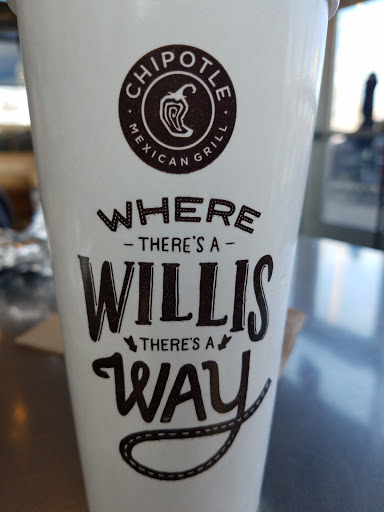 CHIPOTLE
MEXICAN GRILL
WHERE
THERE'S A
WILLIS
THERE'S A
WAY